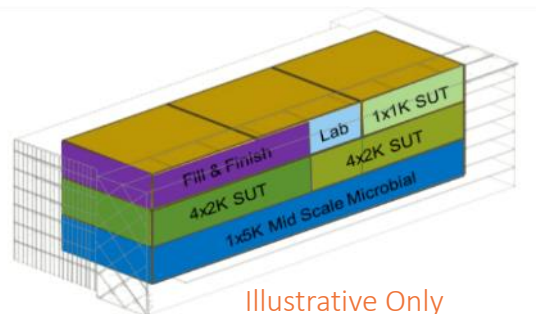 1x1K SUT
Lab
Fill & Finish
4x2K SUT
4x2K SUT
1x5K Mid Scale Microbial
Illustrative Only